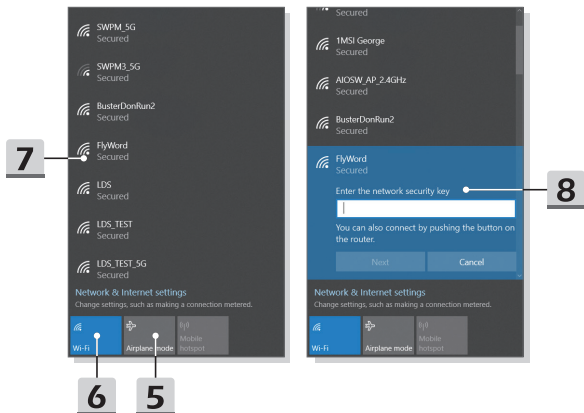 SWPM_5G
Secured
SWPM3_5G
Secured
BusterDonRun2
Secured
FlyWord
Secured
LDS
Secured
LDS_TEST
Secured
LDS_TEST_5G
Secured
Network & Internet settings
Change settings, such as making a connection metered.
Wi-Fi
Airplane mode
Mobile
hotspot
7
6
5
Secured
1MSI George
Secured
AIOSW_AP_2.4GHz
Secured
BusterDonRun2
Secured
FlyWord
Secured
Enter the network security key
You can also connect by pushing the button on
the router.
Next
Cancel
Network & Internet settings
Change settings, such as making a connection metered.
Wi-Fi
Airplane mode
Mobile
hotspot
8